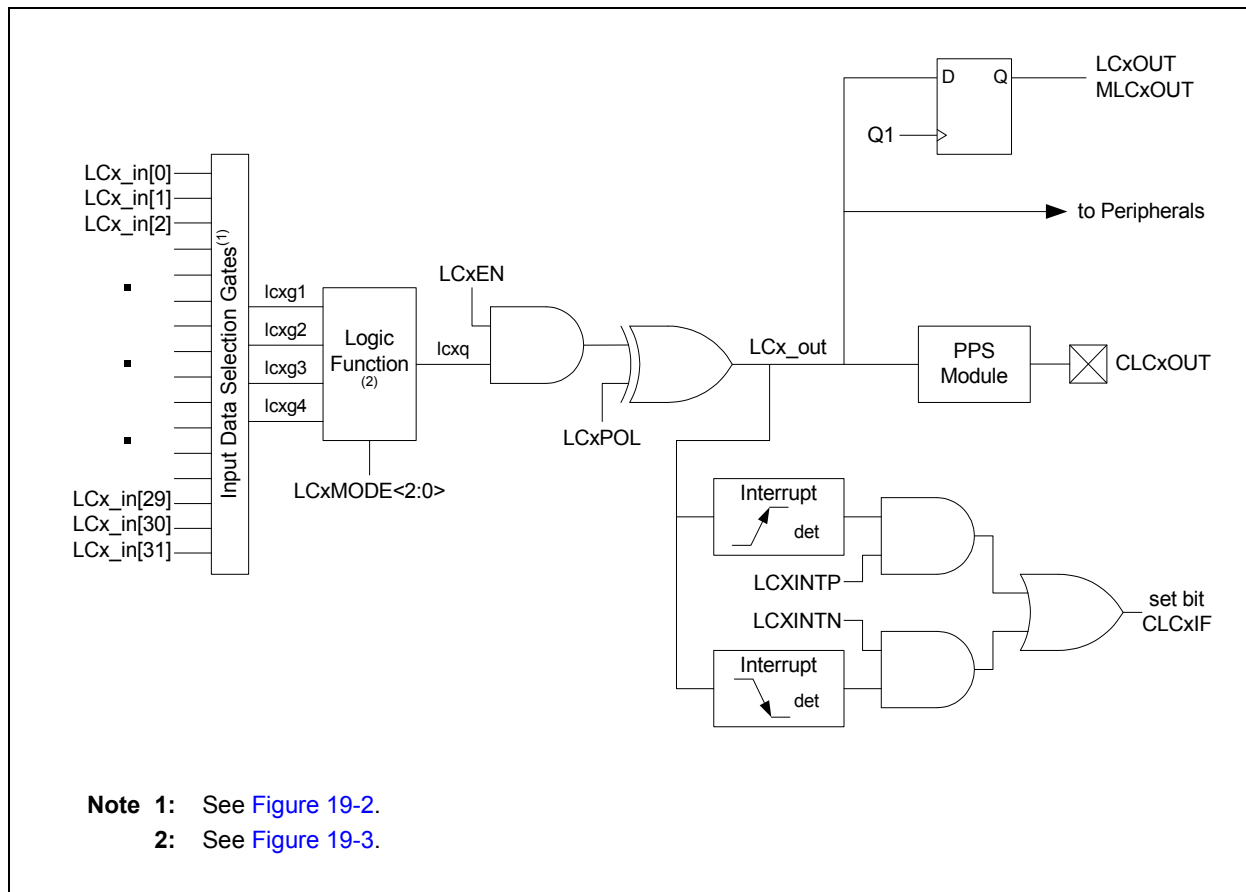 LCx_in[0]
LCx_in[1]
LCx_in[2]
LCx_in[29]
LCx_in[30]
LCx_in[31]
Input Data Selection Gates(1)
lcxg1
lcxg2
lcxg3
lcxg4
Logic
Function
(2)
LCxMODE<2:0>
lcxq
LCxEN
LCxPOL
LCx_out
D
Q
Q1
LCxOUT
MLCxOUT
to Peripherals
PPS
Module
CLCxOUT
Interrupt
det
LCXINTP
LCXINTN
Interrupt
det
set bit
CLCxIF
Note 1: See Figure 19-2.
2: See Figure 19-3.